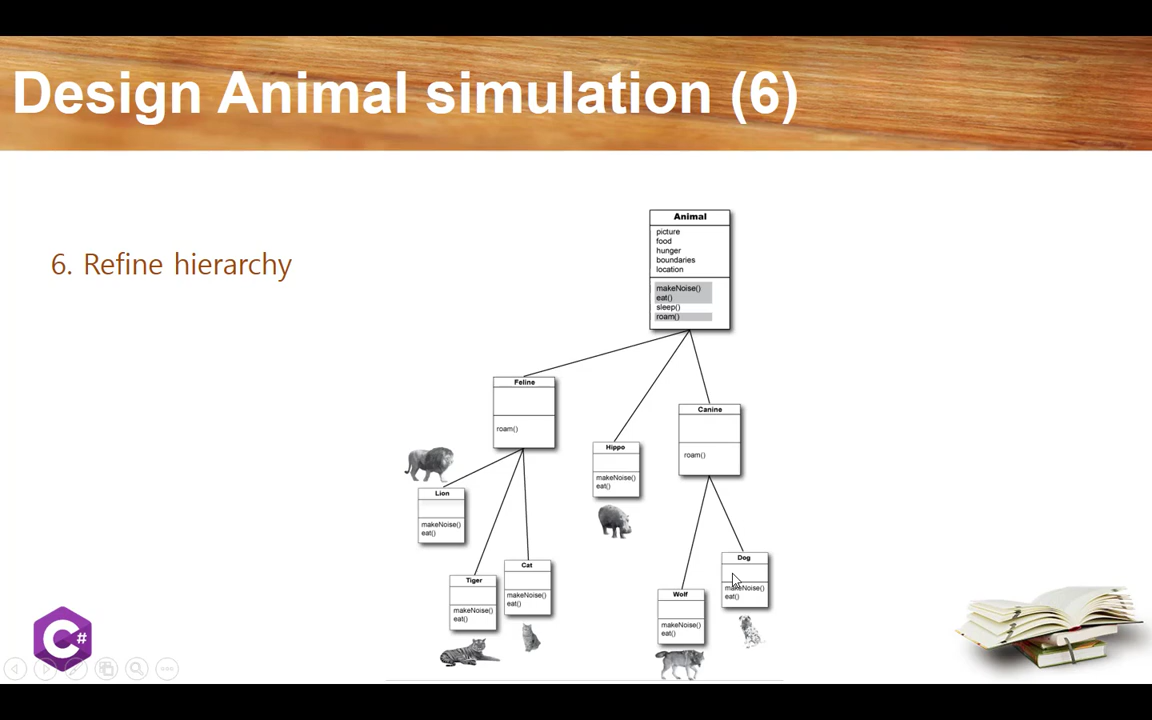 Design Animal simulation (6)
6. Refine hierarchy
Animal
picture
food
hunger
boundaries
location
makeNoise()
eat()
sleep()
roam()
Feline
roam()
Canine
roam()
Hippo
makeNoise()
eat()
Lion
makeNoise()
eat()
Tiger
makeNoise()
eat()
Cat
makeNoise()
eat()
Wolf
makeNoise()
eat()
Dog
makeNoise()
eat()
C#